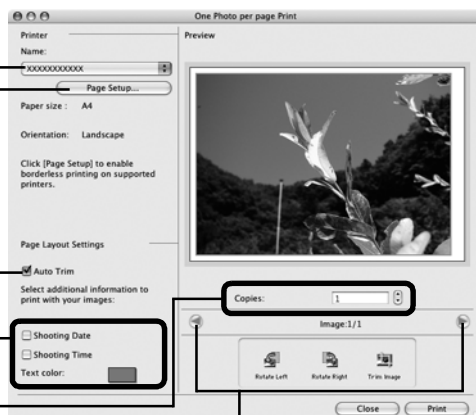 One Photo per page Print
Printer
Name:
XXXXXXXXXXX
Page Setup...
Paper size : A4
Orientation: Landscape
Click [Page Setup] to enable
borderless printing on supported
printers.
Page Layout Settings
Auto Trim
Select additional information to
print with your images:
Shooting Date
Shooting Time
Text color:
Preview
Copies: 1
Image:1/1
Rotate Left Rotate Right Trim Image
Close Print